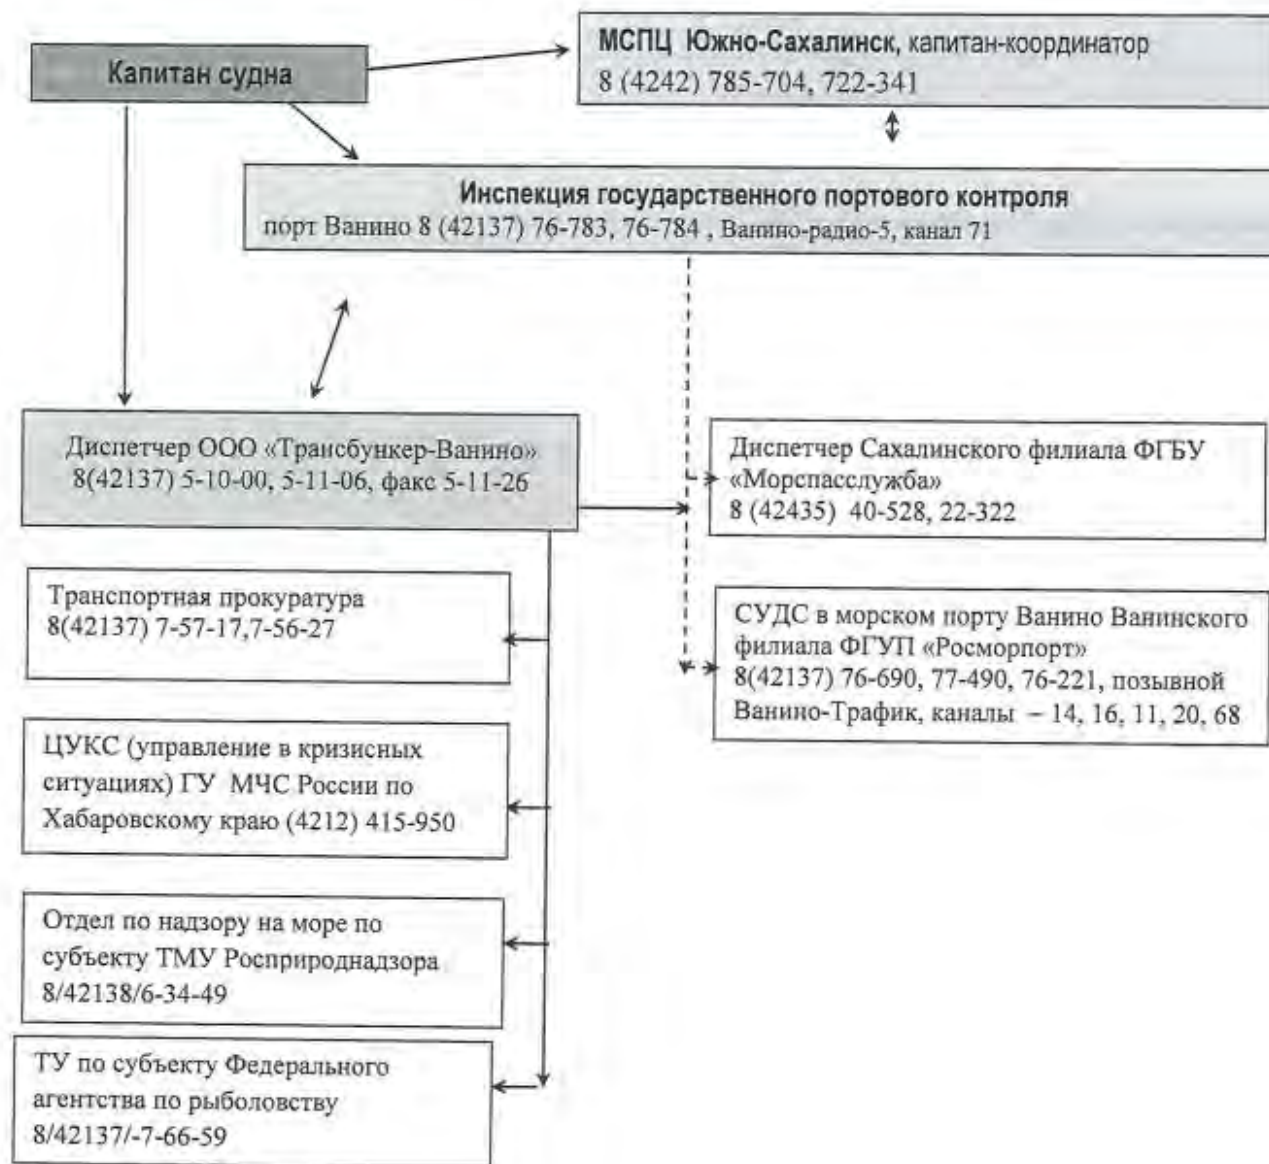 Капитан судна
МСПЦ Южно-Сахалинск, капитан-координатор
8 (4242) 785-704, 722-341
Инспекция государственного портового контроля
порт Ванино 8 (42137) 76-783, 76-784 , Ванино-радио-5, канал 71
Диспетчер ООО «Трансбункер-Ванино»
8(42137) 5-10-00, 5-11-06, факс 5-11-26
Диспетчер Сахалинского филиала ФГБУ
«Морспасслужба»
8 (42435) 40-528, 22-322
Транспортная прокуратура
8(42137) 7-57-17,7-56-27
СУДС в морском порту Ванино Ванинского
филиала ФГУП «Росморпорт»
8(42137) 76-690, 77-490, 76-221, позывной
Ванино-Трафик, каналы – 14, 16, 11, 20, 68
ЦУКС (управление в кризисных
ситуациях) ГУ МЧС России по
Хабаровскому краю (4212) 415-950
Отдел по надзору на море по
субъекту ТМУ Росприроднадзора
8/42138/6-34-49
ТУ по субъекту Федерального
агентства по рыболовству
8/42137/-7-66-59